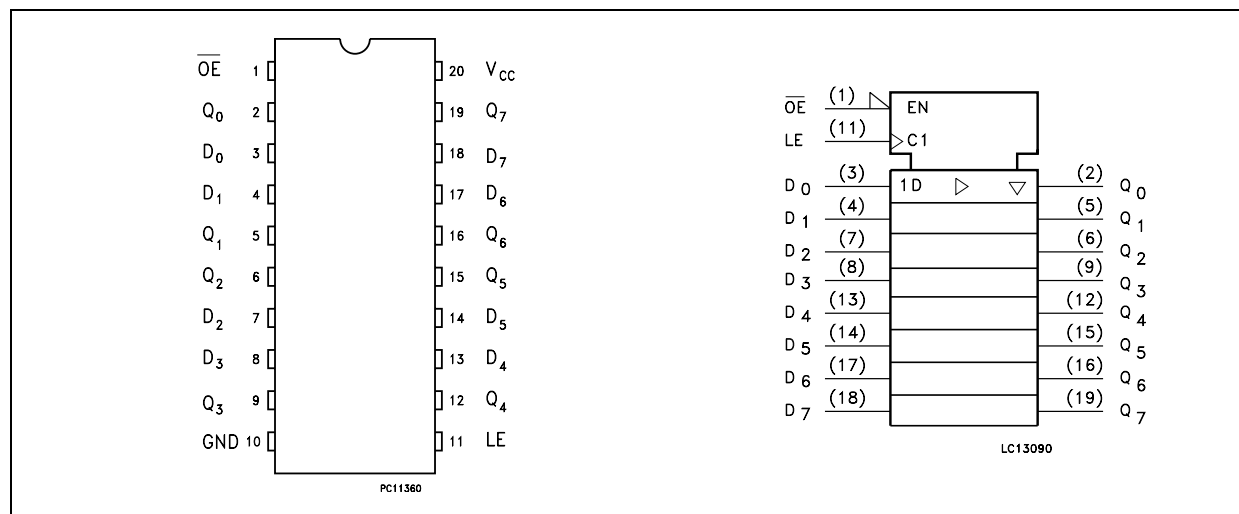 OE 1 20 VCC
Q0 2 19 Q7
D0 3 18 D7
D1 4 17 D6
Q1 5 16 Q6
Q2 6 15 Q5
D2 7 14 D5
D3 8 13 D4
Q3 9 12 Q4
GND 10 11 LE
PC11360
OE (1) EN
LE (11) C1
D0 (3) 1D (2) Q0
D1 (4) (5) Q1
D2 (7) (6) Q2
D3 (8) (9) Q3
D4 (13) (12) Q4
D5 (14) (15) Q5
D6 (17) (16) Q6
D7 (18) (19) Q7
LC13090